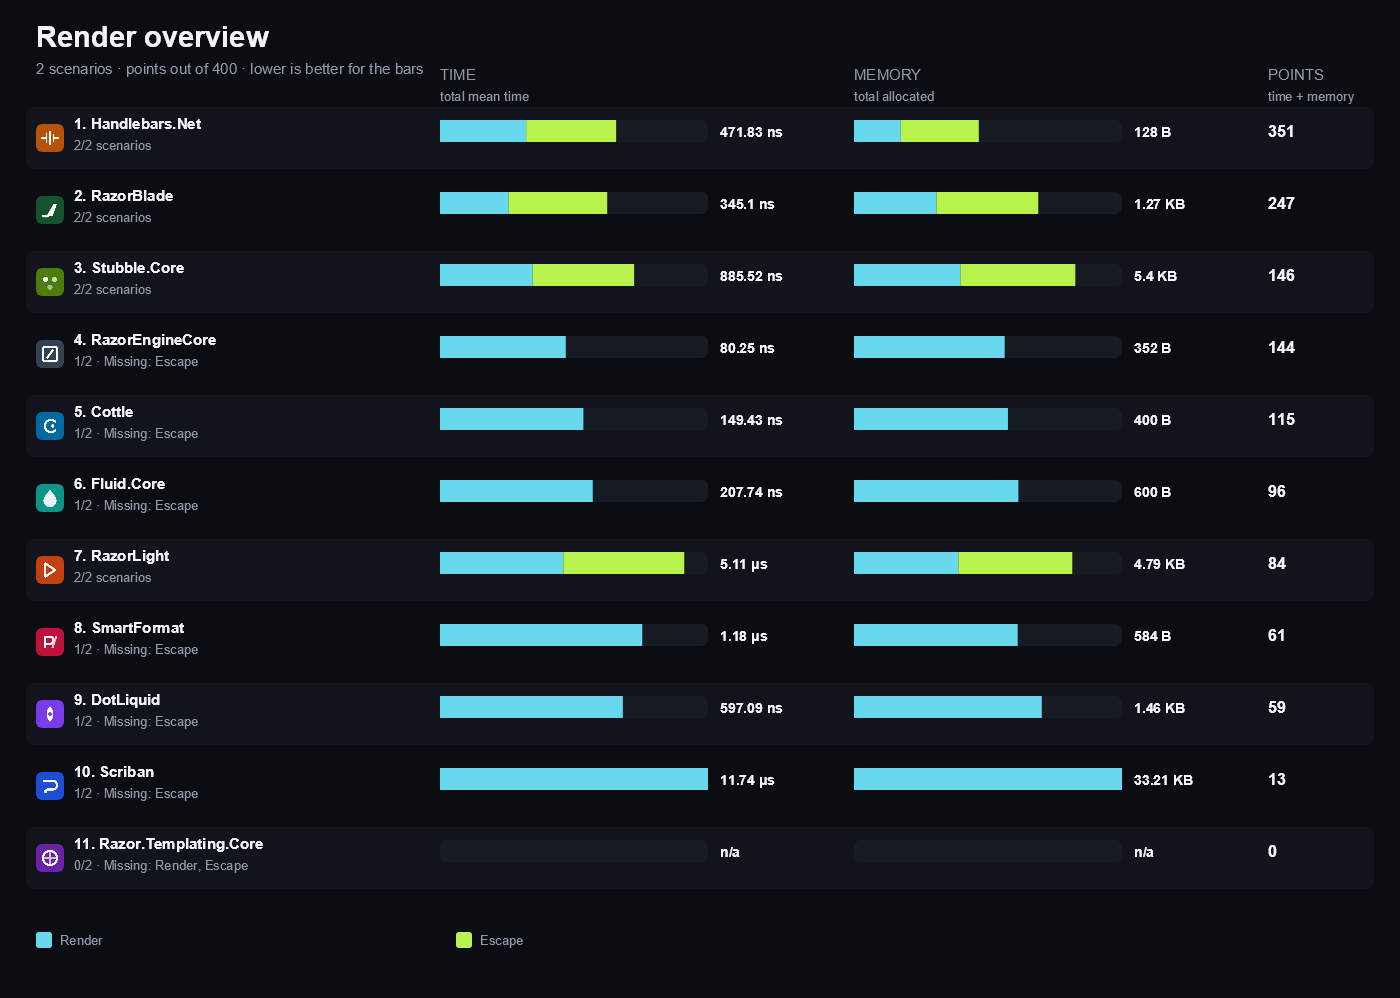 Render overview
2 scenarios · points out of 400 · lower is better for the bars
TIME
total mean time
MEMORY
total allocated
POINTS
time + memory
1. Handlebars.Net
2/2 scenarios
471.83 ns
128 B
351
2. RazorBlade
2/2 scenarios
345.1 ns
1.27 KB
247
3. Stubble.Core
2/2 scenarios
885.52 ns
5.4 KB
146
4. RazorEngineCore
1/2 · Missing: Escape
80.25 ns
352 B
144
5. Cottle
1/2 · Missing: Escape
149.43 ns
400 B
115
6. Fluid.Core
1/2 · Missing: Escape
207.74 ns
600 B
96
7. RazorLight
2/2 scenarios
5.11 µs
4.79 KB
84
8. SmartFormat
1/2 · Missing: Escape
1.18 µs
584 B
61
9. DotLiquid
1/2 · Missing: Escape
597.09 ns
1.46 KB
59
10. Scriban
1/2 · Missing: Escape
11.74 µs
33.21 KB
13
11. Razor.Templating.Core
0/2 · Missing: Render, Escape
n/a
n/a
0
Render
Escape